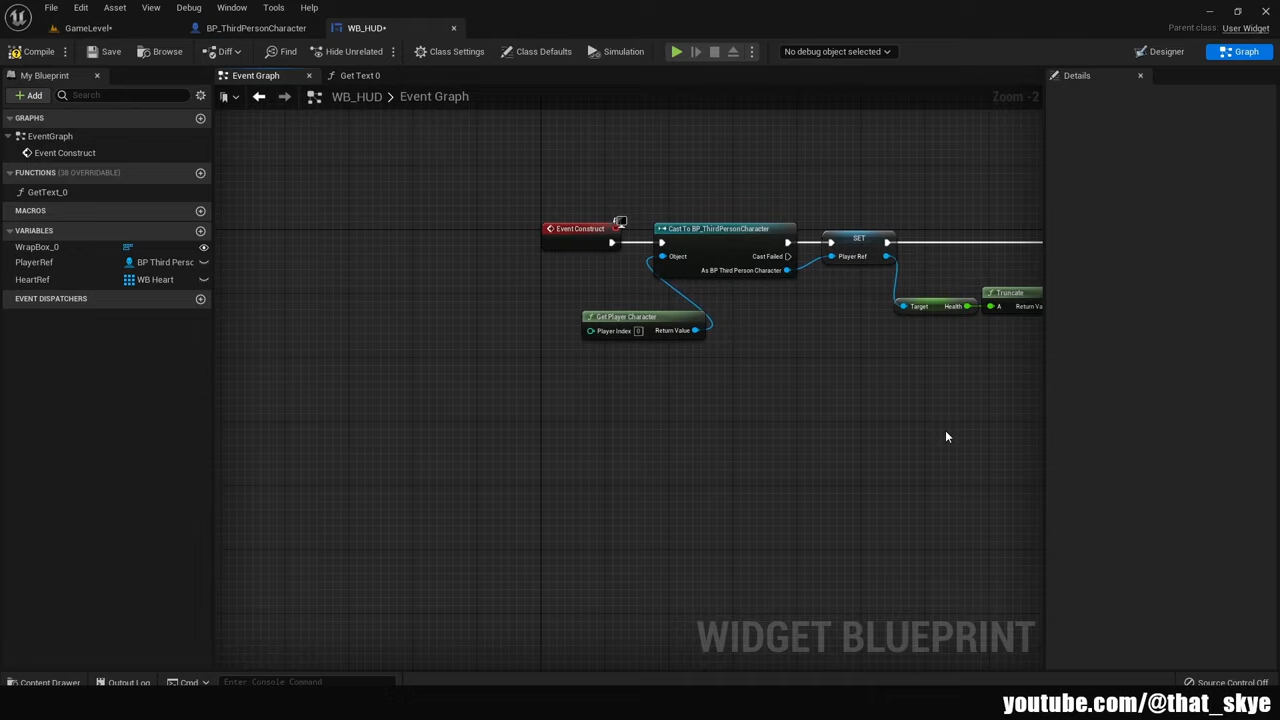 File Edit Asset View Debug Window Tools Help
GameLevel• BP_ThirdPersonCharacter WB_HUD• Parent class: User Widget
Compile Save Browse Diff Find Hide Unrelated Class Settings Class Defaults Simulation No debug object selected Designer Graph
My Blueprint Event Graph Get Text 0 Details
Add Search WB_HUD > Event Graph Zoom -2
GRAPHS
EventGraph
Event Construct
FUNCTIONS (38 OVERRIDABLE)
GetText_0
MACROS
VARIABLES
WrapBox_0
PlayerRef BP Third Persc
HeartRef WB Heart
EVENT DISPATCHERS
Event Construct Cast To BP_ThirdPersonCharacter SET
Object Cast Failed Player Ref
As BP Third Person Character
Truncate
Target Health A Return Va
Get Player Character
Player Index 0 Return Value
WIDGET BLUEPRINT
Content Drawer Output Log Cmd Enter Console Command Source Control Off
youtube.com/@that_skye